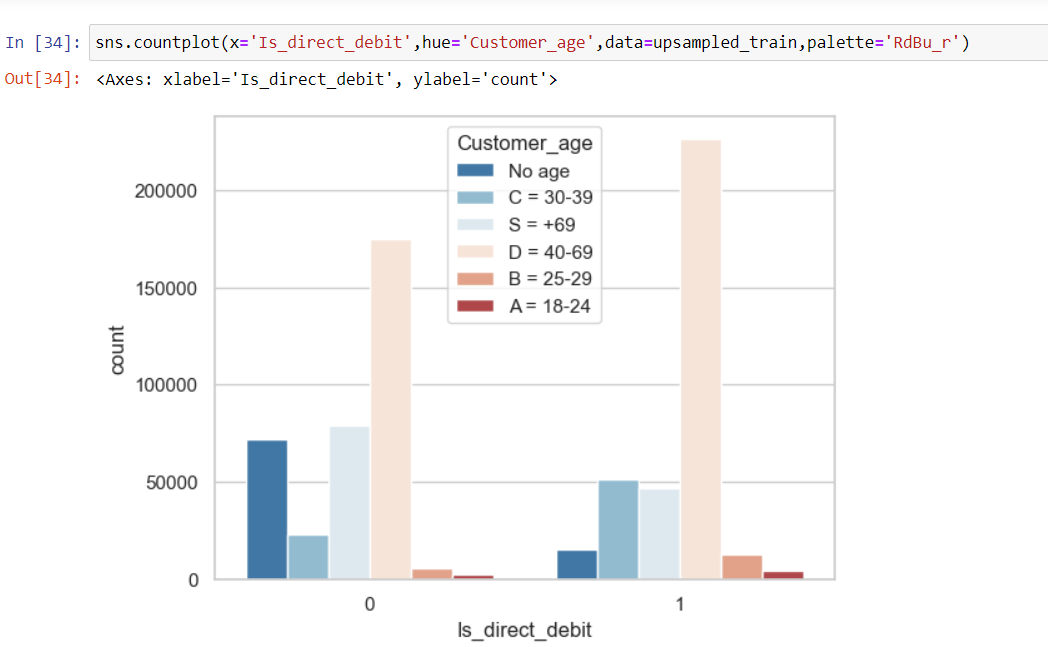 In [34]: sns.countplot(x='Is_direct_debit',hue='Customer_age',data=upsampled_train,palette='RdBu_r')
Out[34]: <Axes: xlabel='Is_direct_debit', ylabel='count'>
Customer_age
No age
C = 30-39
S = +69
D = 40-69
B = 25-29
A = 18-24
200000
150000
100000
50000
0
count
0 1
Is_direct_debit